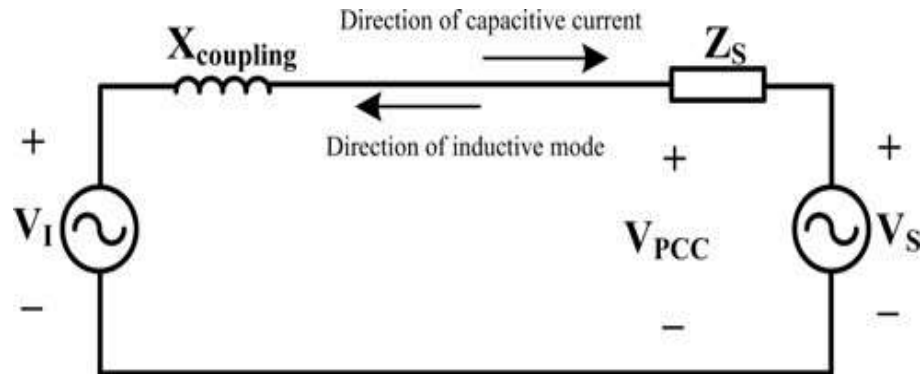 Direction of capacitive current
X_coupling
Z_S
Direction of inductive mode
+
+
+
V_I
V_PCC
V_S
−
−
−